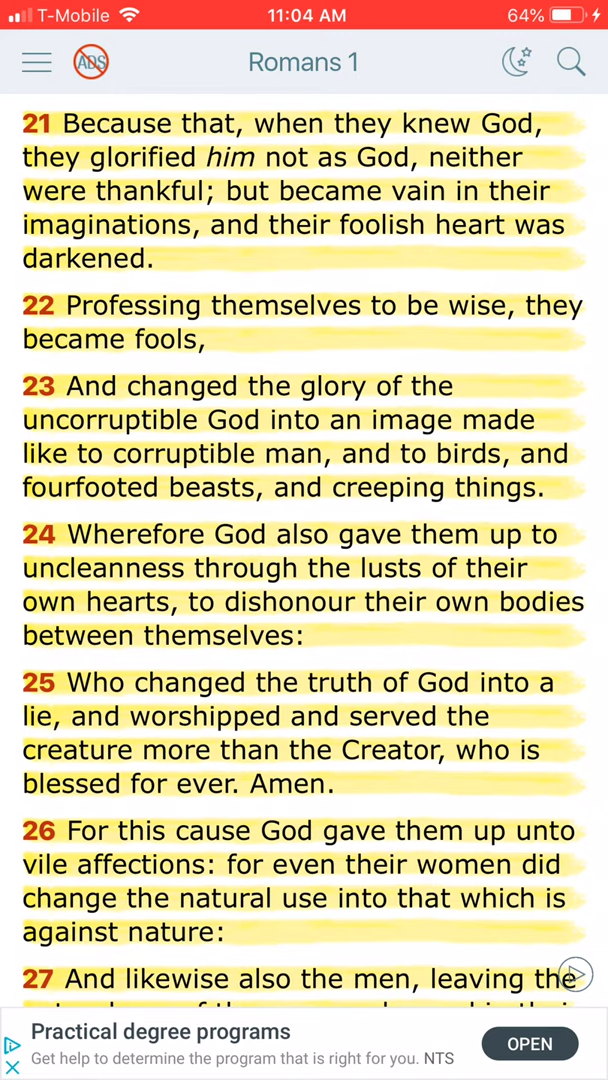 T-Mobile 11:04 AM 64%
ADS Romans 1
21 Because that, when they knew God,
they glorified him not as God, neither
were thankful; but became vain in their
imaginations, and their foolish heart was
darkened.
22 Professing themselves to be wise, they
became fools,
23 And changed the glory of the
uncorruptible God into an image made
like to corruptible man, and to birds, and
fourfooted beasts, and creeping things.
24 Wherefore God also gave them up to
uncleanness through the lusts of their
own hearts, to dishonour their own bodies
between themselves:
25 Who changed the truth of God into a
lie, and worshipped and served the
creature more than the Creator, who is
blessed for ever. Amen.
26 For this cause God gave them up unto
vile affections: for even their women did
change the natural use into that which is
against nature:
27 And likewise also the men, leaving the
Practical degree programs
Get help to determine the program that is right for you. NTS
OPEN